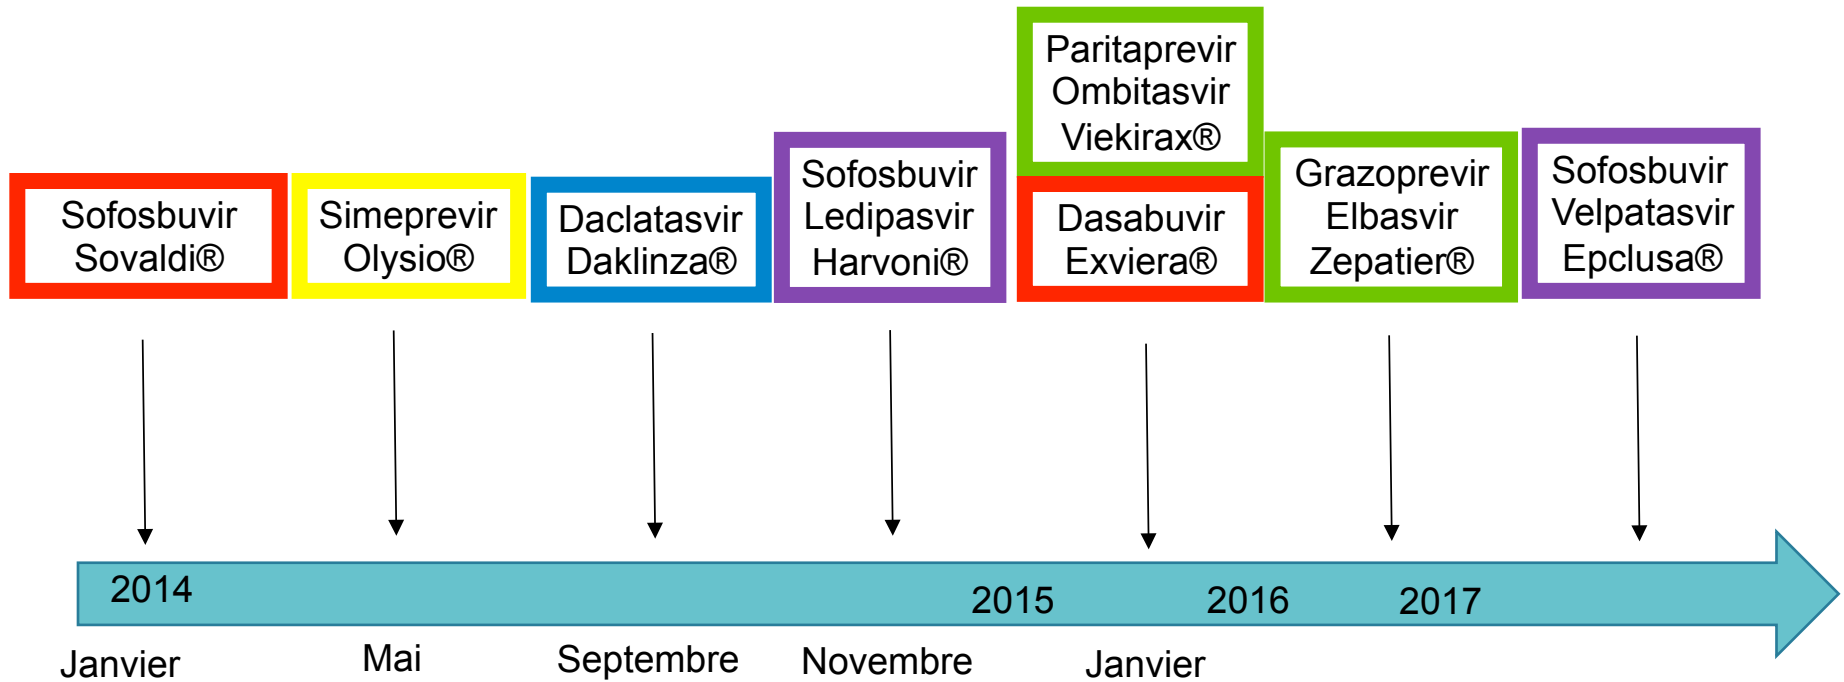 Sofosbuvir
Sovaldi®
Simeprevir
Olysio®
Daclatasvir
Daklinza®
Sofosbuvir
Ledipasvir
Harvoni®
Paritaprevir
Ombitasvir
Viekirax®
Dasabuvir
Exviera®
Grazoprevir
Elbasvir
Zepatier®
Sofosbuvir
Velpatasvir
Epclusa®
2014
2015
2016
2017
Janvier
Mai
Septembre
Novembre
Janvier